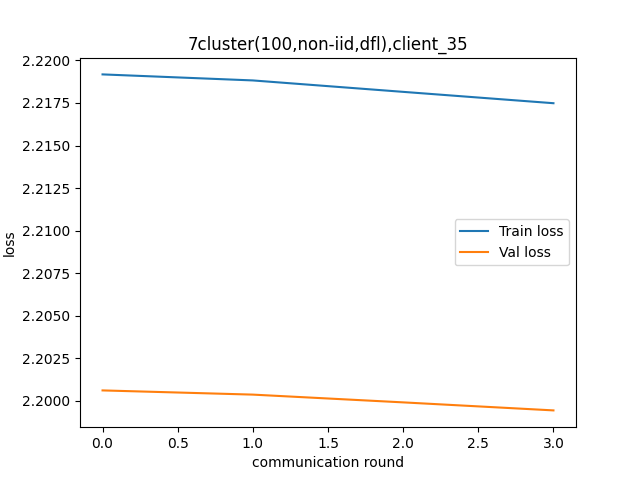 7cluster(100,non-iid,dfl),client_35
2.2200
2.2175
2.2150
2.2125
2.2100
2.2075
2.2050
2.2025
2.2000
loss
Train loss
Val loss
0.0 0.5 1.0 1.5 2.0 2.5 3.0
communication round